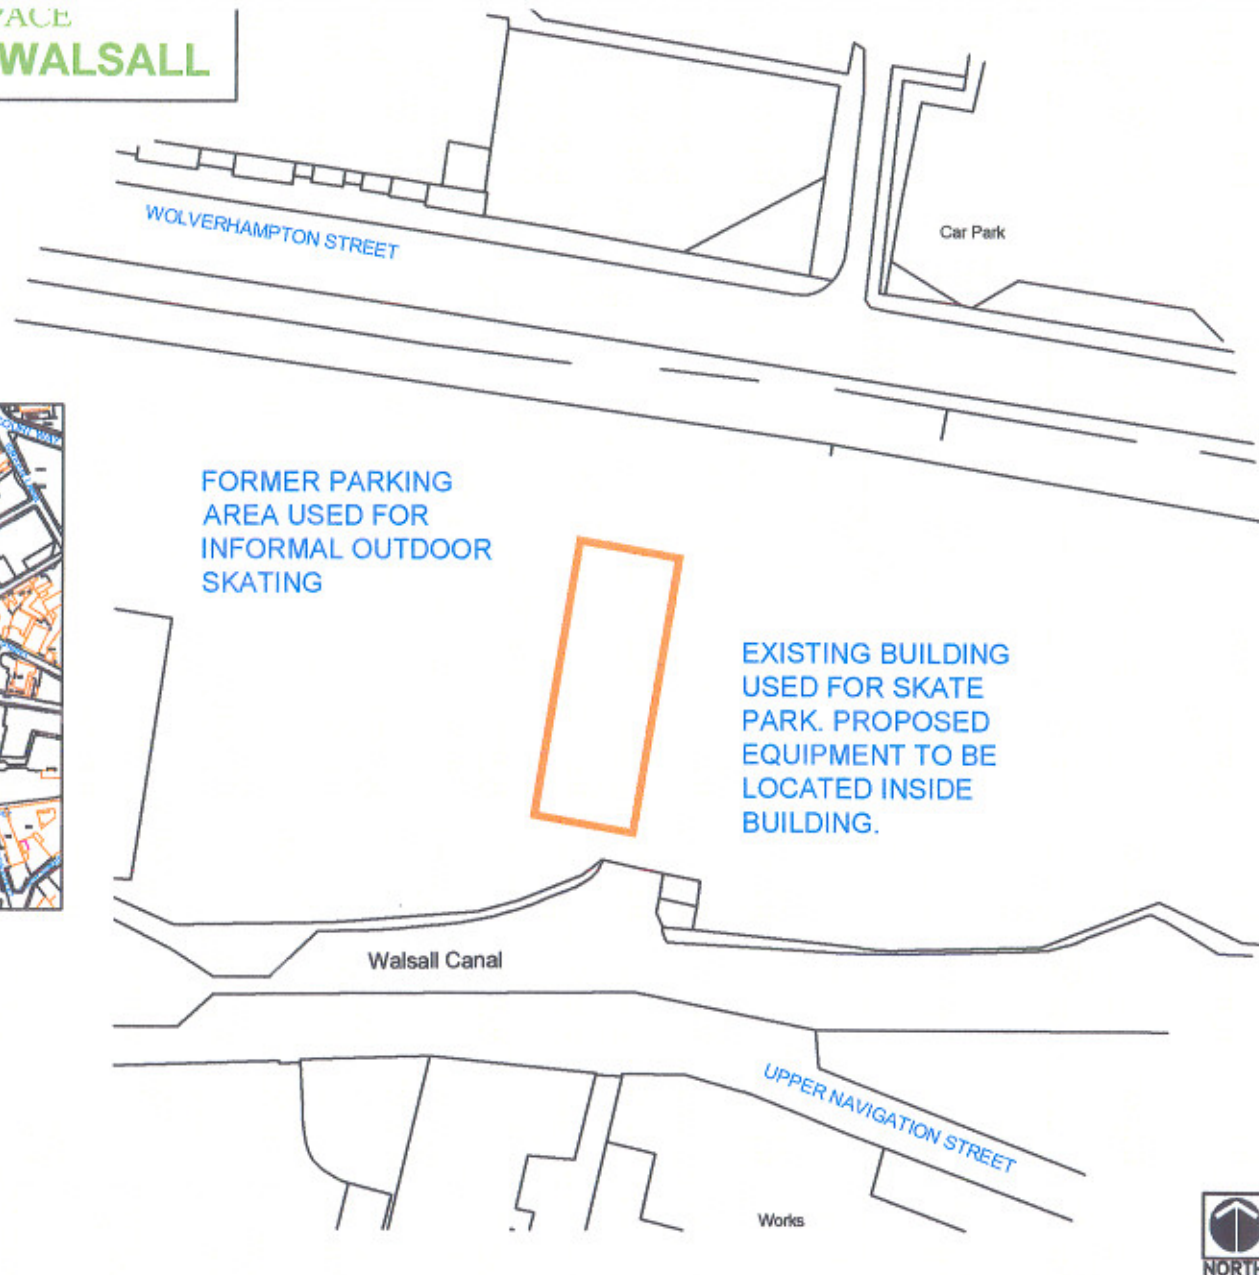 WALSALL
WOLVERHAMPTON STREET
Car Park
FORMER PARKING
AREA USED FOR
INFORMAL OUTDOOR
SKATING
EXISTING BUILDING
USED FOR SKATE
PARK. PROPOSED
EQUIPMENT TO BE
LOCATED INSIDE
BUILDING.
Walsall Canal
UPPER NAVIGATION STREET
Works
NORTH